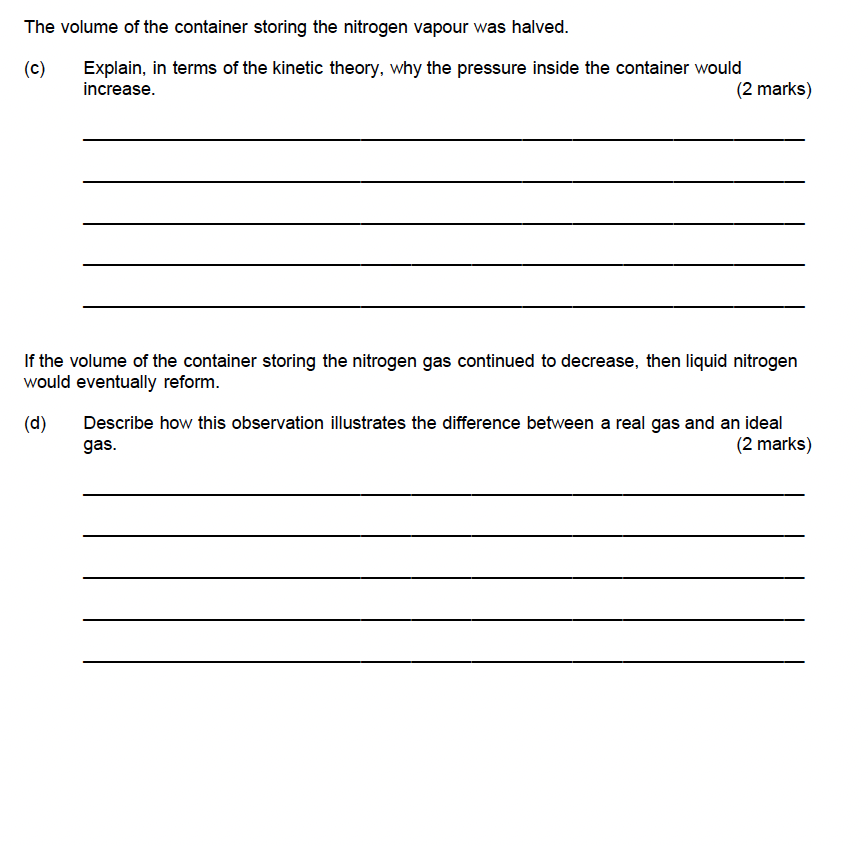 The volume of the container storing the nitrogen vapour was halved.
(c) Explain, in terms of the kinetic theory, why the pressure inside the container would
increase. (2 marks)
If the volume of the container storing the nitrogen gas continued to decrease, then liquid nitrogen
would eventually reform.
(d) Describe how this observation illustrates the difference between a real gas and an ideal
gas. (2 marks)